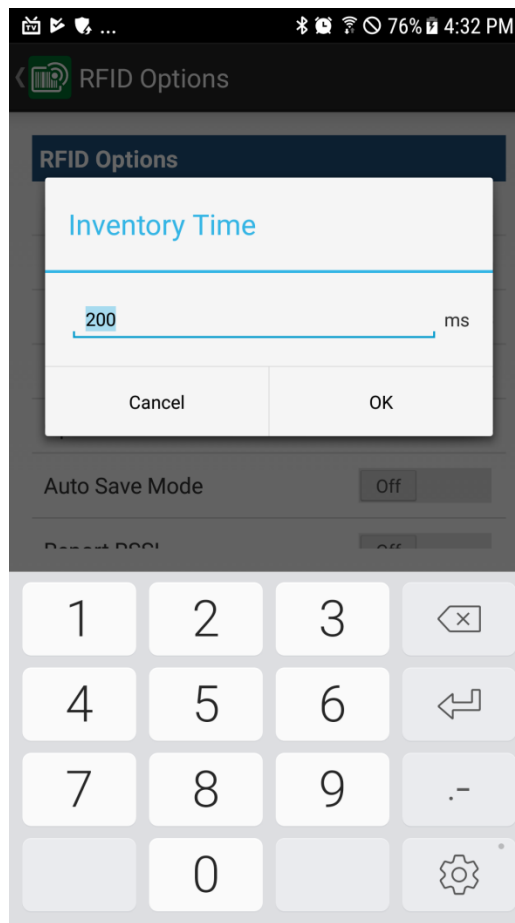 ... 76% 4:32 PM
RFID Options
RFID Options
Inventory Time
200 ms
Cancel OK
Auto Save Mode Off
1 2 3
4 5 6
7 8 9 .-
0